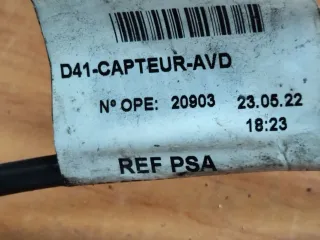 D41-CAPTEUR-AVD
Nº OPE: 20903 23.05.22
18:23
REF PSA